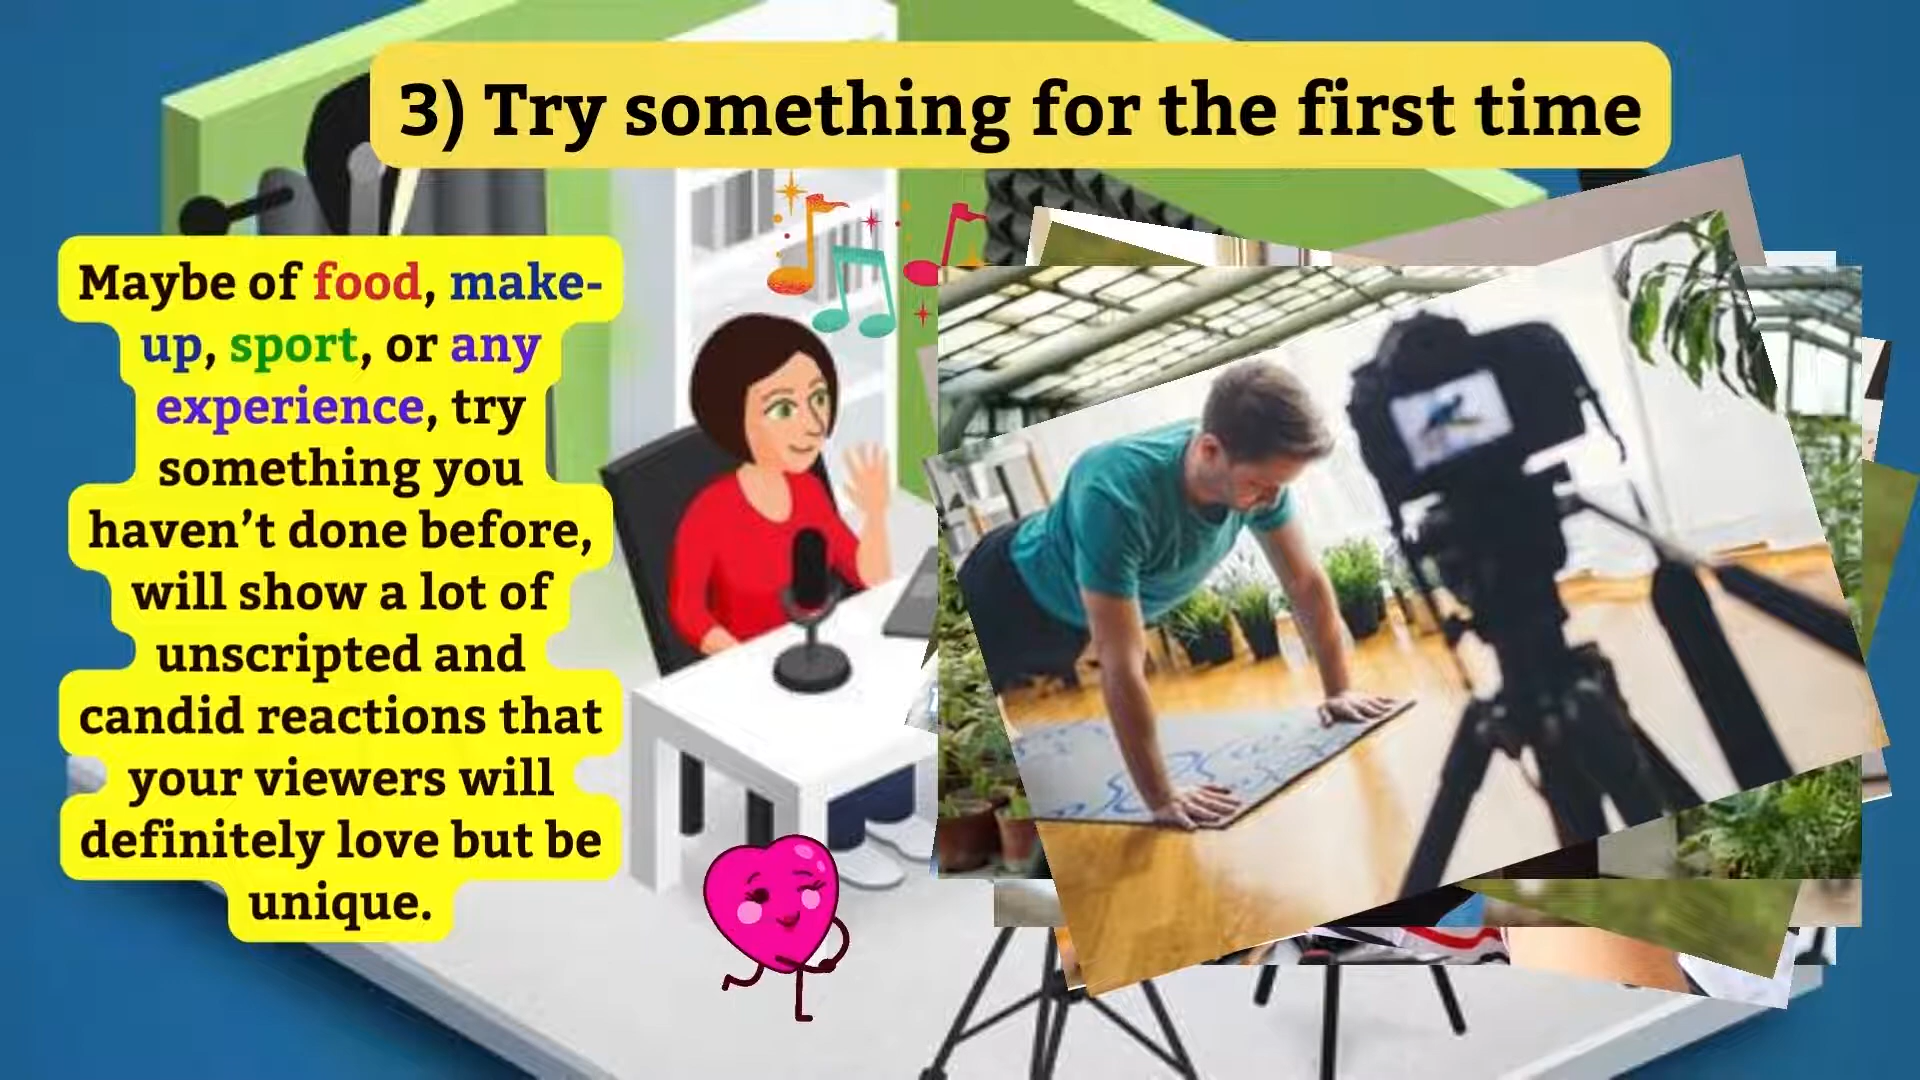 3) Try something for the first time
Maybe of food, make-
up, sport, or any
experience, try
something you
haven’t done before,
will show a lot of
unscripted and
candid reactions that
your viewers will
definitely love but be
unique.